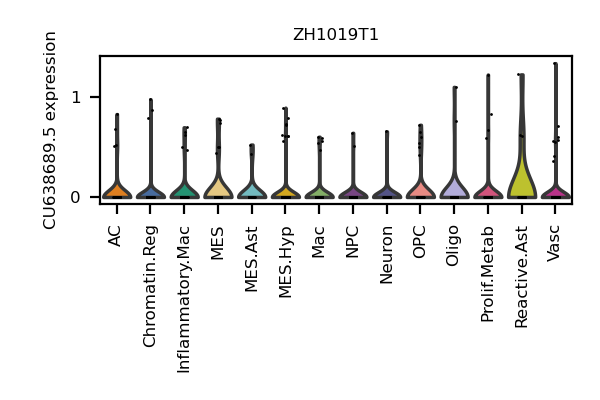 ZH1019T1
CU638689.5 expression
1
0
AC
Chromatin.Reg
Inflammatory.Mac
MES
MES.Ast
MES.Hyp
Mac
NPC
Neuron
OPC
Oligo
Prolif.Metab
Reactive.Ast
Vasc